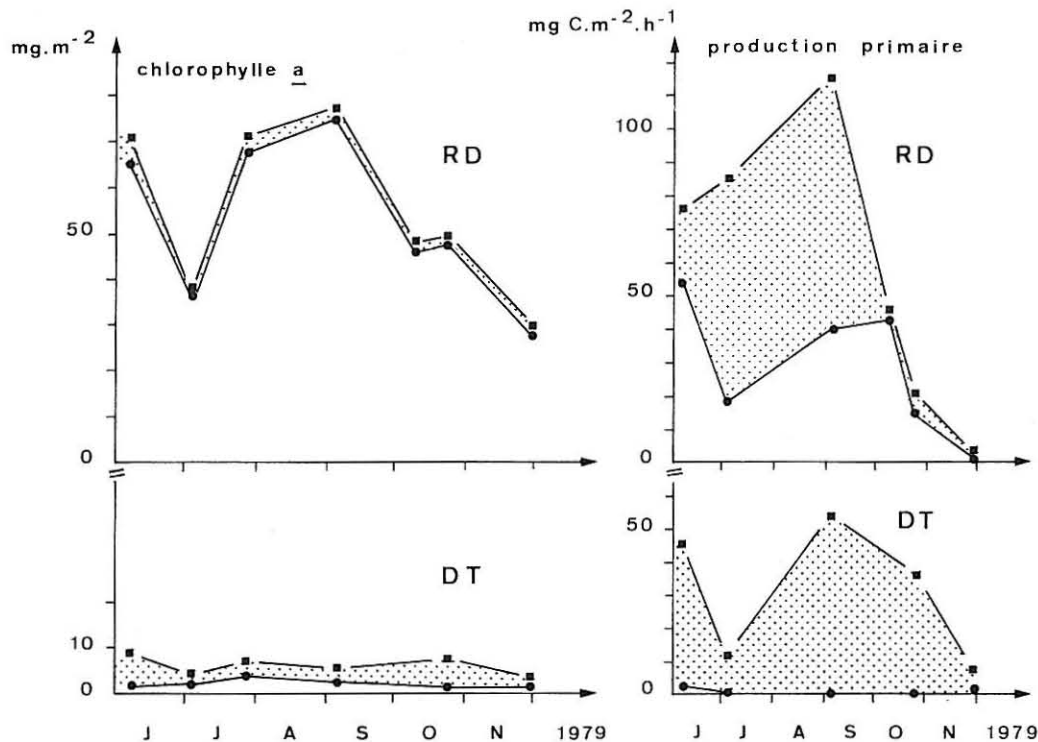 mg.m⁻²
chlorophylle a
RD
50
0
DT
10
0
J J A S O N 1979
mg C.m⁻².h⁻¹
production primaire
100
RD
50
0
50
DT
0
J J A S O N 1979